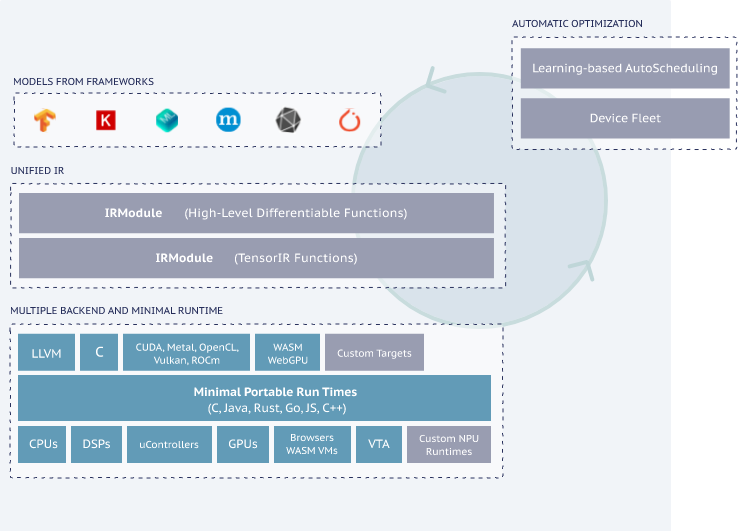 AUTOMATIC OPTIMIZATION
Learning-based AutoScheduling
Device Fleet
MODELS FROM FRAMEWORKS
K
m
UNIFIED IR
IRModule (High-Level Differentiable Functions)
IRModule (TensorIR Functions)
MULTIPLE BACKEND AND MINIMAL RUNTIME
LLVM
C
CUDA, Metal, OpenCL,
Vulkan, ROCm
WASM
WebGPU
Custom Targets
Minimal Portable Run Times
(C, Java, Rust, Go, JS, C++)
CPUs
DSPs
uControllers
GPUs
Browsers
WASM VMs
VTA
Custom NPU
Runtimes